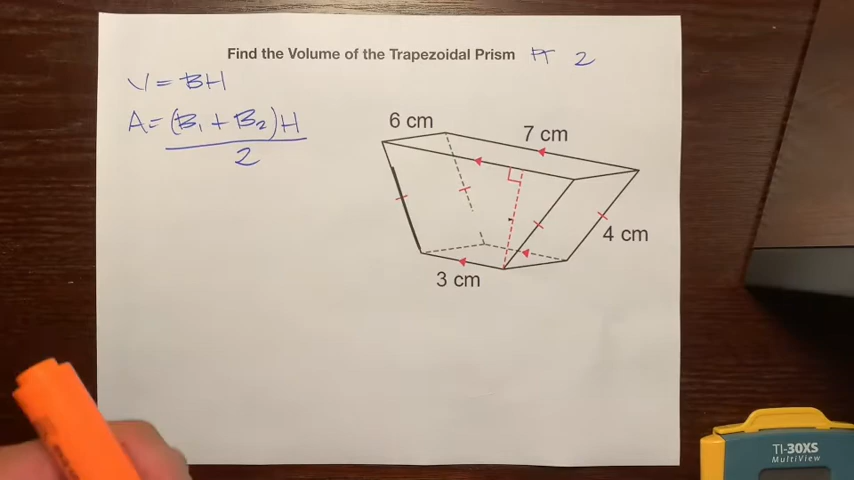 Find the Volume of the Trapezoidal Prism PT 2
V = BH
A = (B₁ + B₂)H
2
6 cm
7 cm
4 cm
3 cm
TI-30XS
MultiView